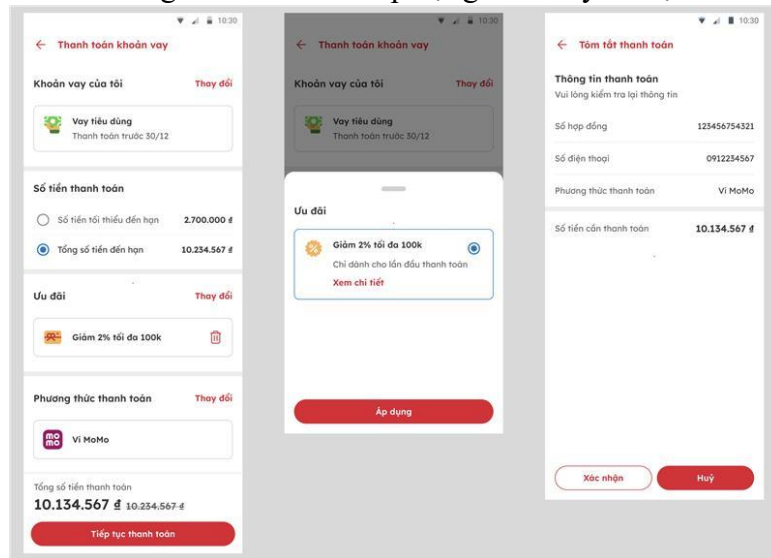 10:30
Thanh toán khoản vay
Khoản vay của tôi Thay đổi
Vay tiêu dùng
Thanh toán trước 30/12
Số tiền thanh toán
Số tiền tối thiểu đến hạn 2.700.000 ₫
Tổng số tiền đến hạn 10.234.567 ₫
Ưu đãi Thay đổi
Giảm 2% tối đa 100k
Phương thức thanh toán Thay đổi
mo mo
Ví MoMo
Tổng số tiền thanh toán
10.134.567 ₫ 10.234.567 ₫
Tiếp tục thanh toán
10:30
Thanh toán khoản vay
Khoản vay của tôi Thay đổi
Vay tiêu dùng
Thanh toán trước 30/12
Ưu đãi
Giảm 2% tối đa 100k
Chỉ dành cho lần đầu thanh toán
Xem chi tiết
Áp dụng
10:30
Tóm tắt thanh toán
Thông tin thanh toán
Vui lòng kiểm tra lại thông tin
Số hợp đồng 123456754321
Số điện thoại 0912234567
Phương thức thanh toán Ví MoMo
Số tiền cần thanh toán 10.134.567 ₫
Xác nhận Huỷ